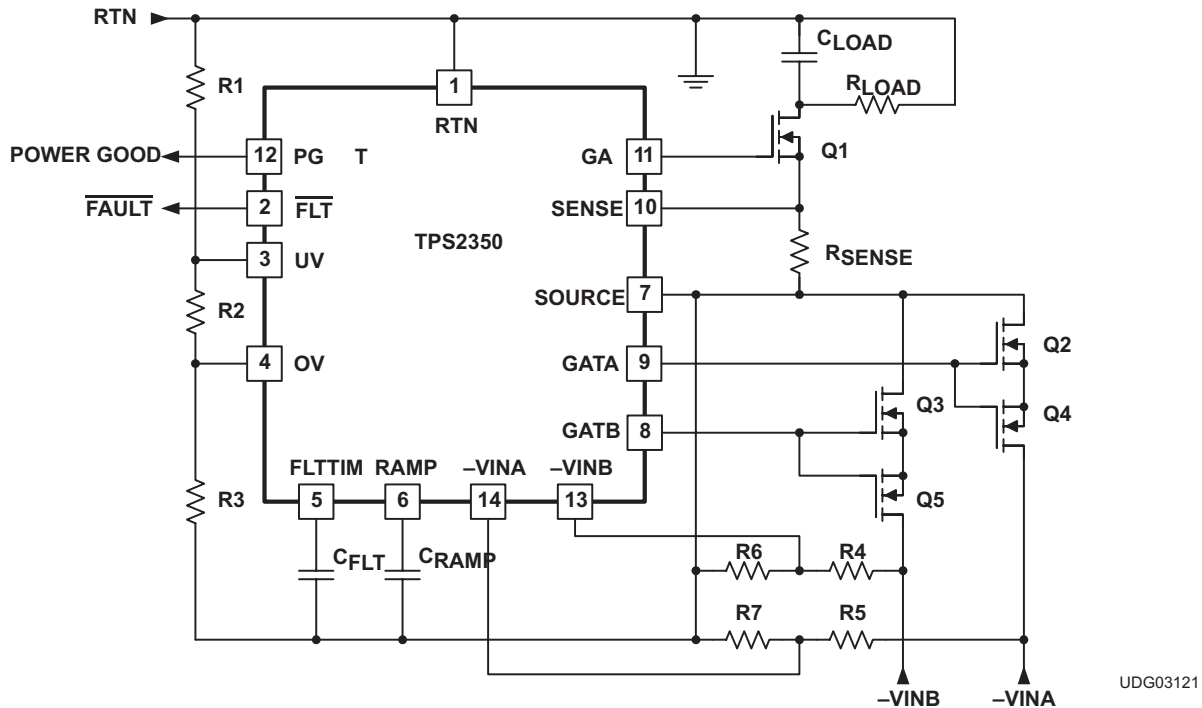 RTN
CLOAD
RLOAD
R1
1
RTN
POWER GOOD
12
PG T
GA
11
Q1
FAULT
2
FLT
SENSE
10
TPS2350
3
UV
RSENSE
R2
SOURCE
7
4
OV
GATA
9
Q2
Q3
Q4
GATB
8
FLTTIM
RAMP
–VINA
–VINB
R3
5
6
14
13
Q5
CFLT
CRAMP
R6
R4
R7
R5
–VINB
–VINA
UDG03121